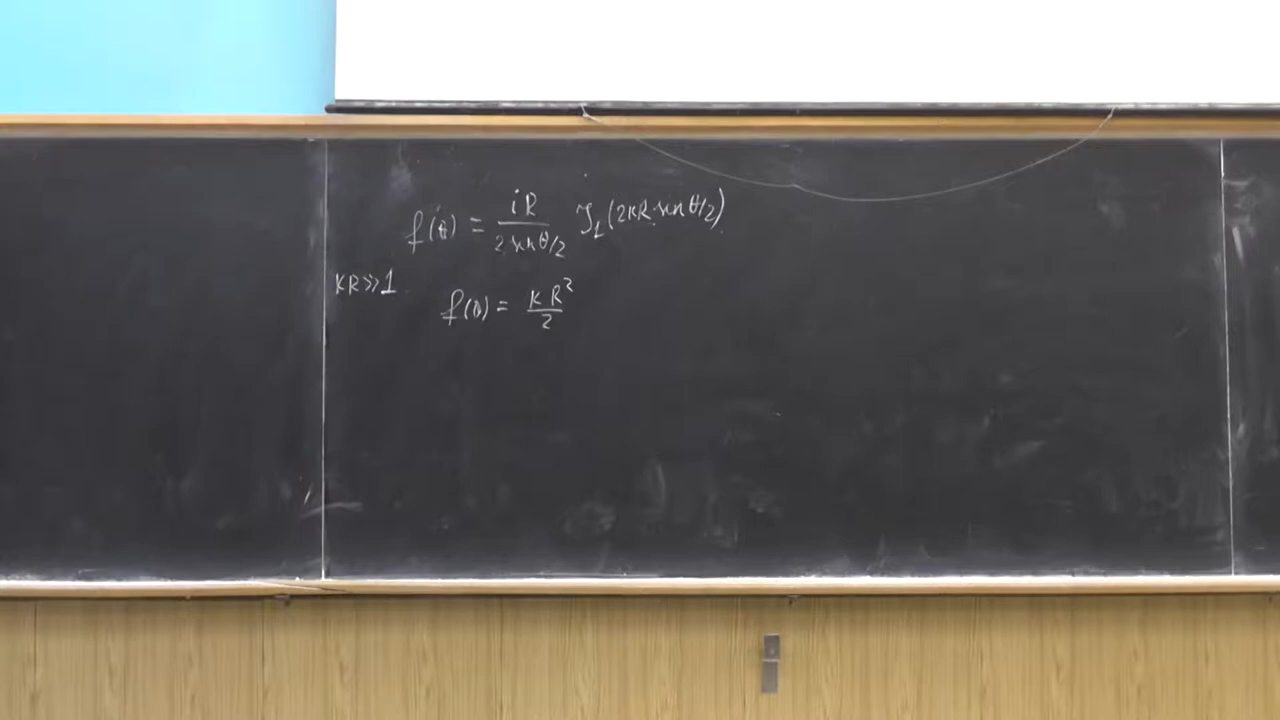 f(θ) = iR / (2 sin θ/2) J₁(2kR sin θ/2)
kR≫1
f(0) = kR² / 2